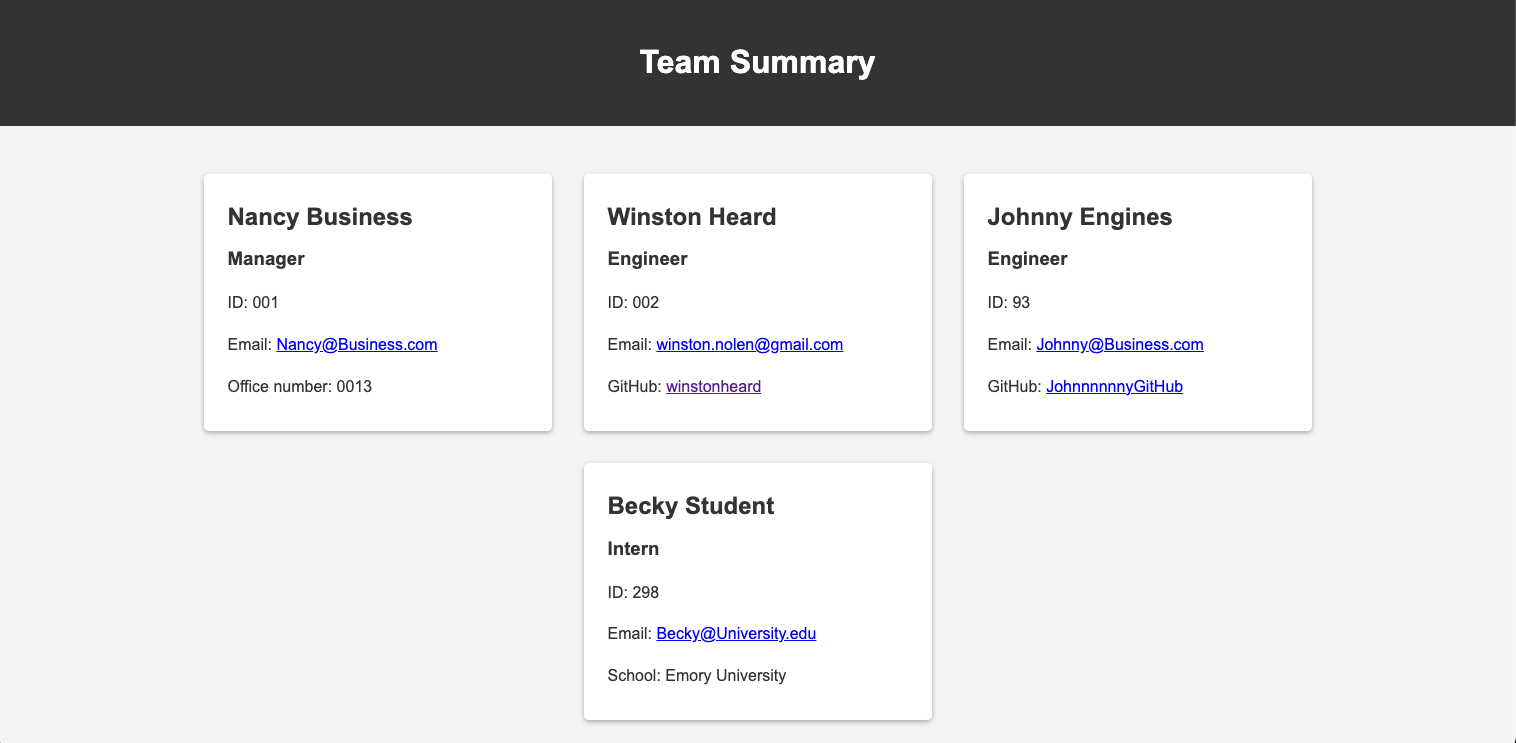 Team Summary
Nancy Business
Manager
ID: 001
Email: Nancy@Business.com
Office number: 0013
Winston Heard
Engineer
ID: 002
Email: winston.nolen@gmail.com
GitHub: winstonheard
Johnny Engines
Engineer
ID: 93
Email: Johnny@Business.com
GitHub: JohnnnnnnyGitHub
Becky Student
Intern
ID: 298
Email: Becky@University.edu
School: Emory University